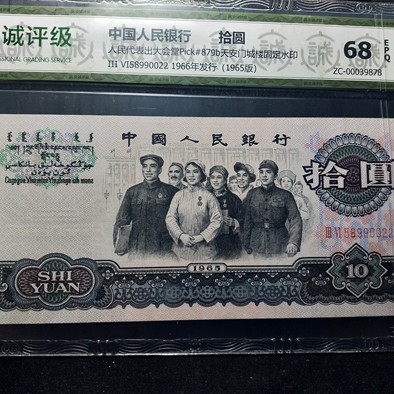 诚评级
SSIONAL GRADING SERVICE
中国人民银行 拾圆
人民代表出大会堂Pick#879b天安门城楼固定水印
III VI58990022 1966年发行 (1965版)
68 EPQ
ZC-00039878
中國人民銀行
拾圓
III VI 58990022
1965
SHI
YUAN
10